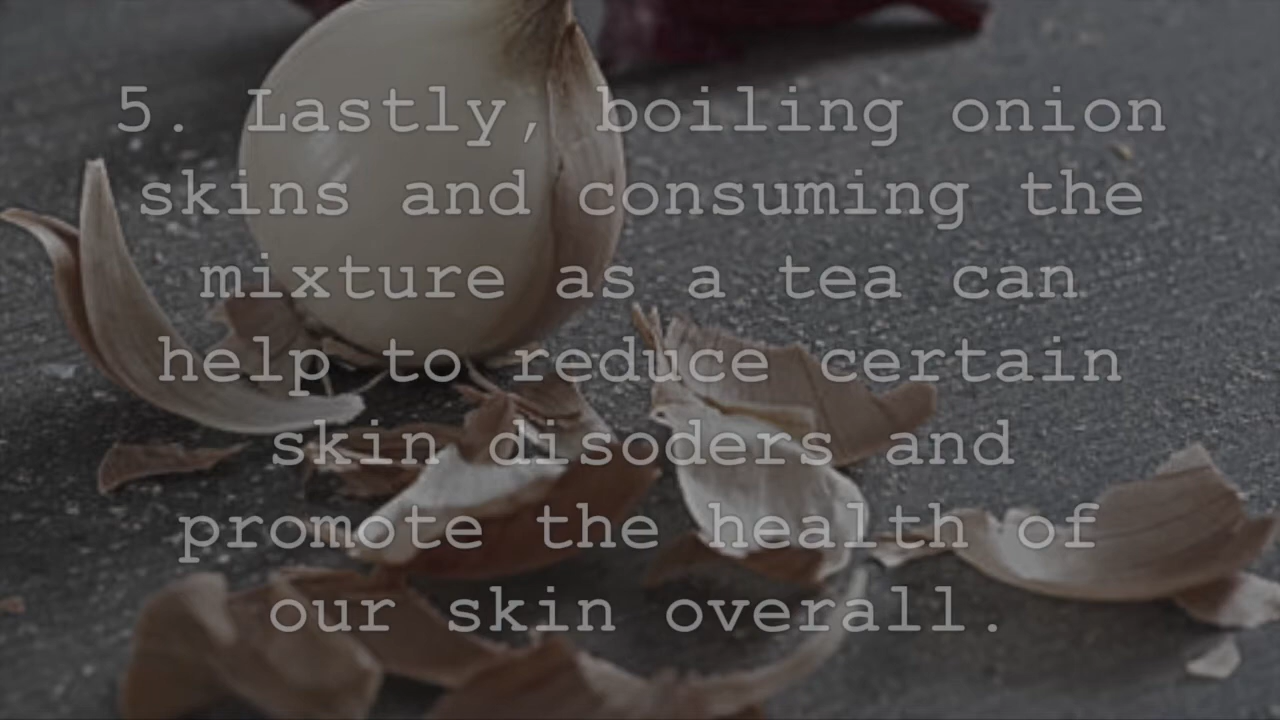 5. Lastly, boiling onion
skins and consuming the
mixture as a tea can
help to reduce certain
skin disoders and
promote the health of
our skin overall.